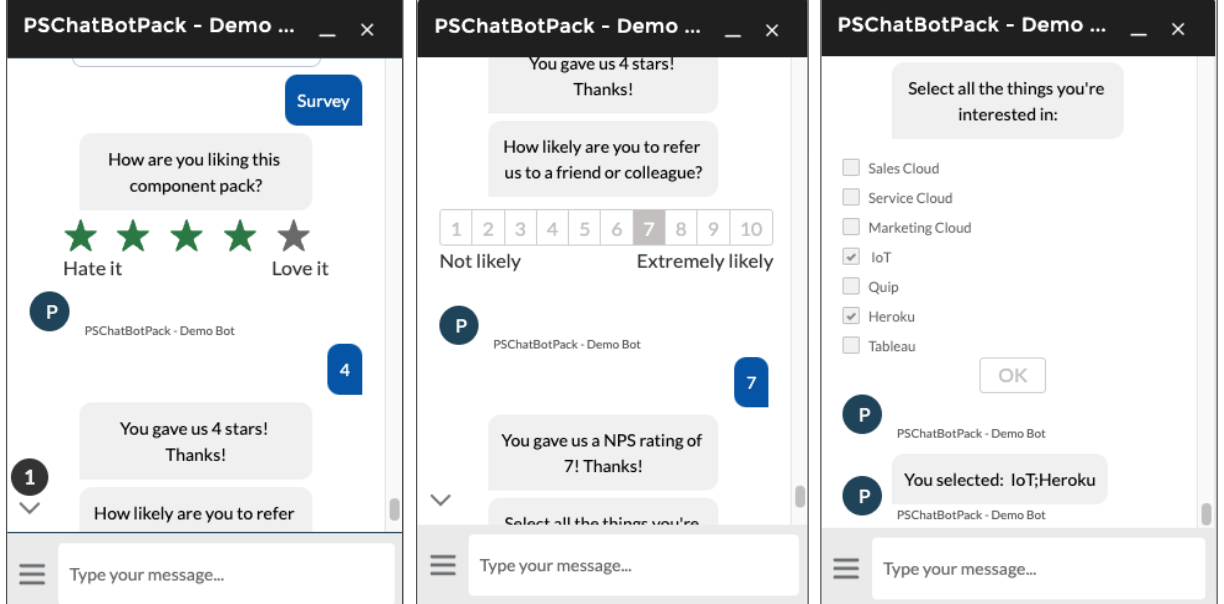 PSChatBotPack - Demo ...
Survey
How are you liking this
component pack?
Hate it
Love it
P
PSChatBotPack - Demo Bot
4
You gave us 4 stars!
Thanks!
1
How likely are you to refer
Type your message...
PSChatBotPack - Demo ...
You gave us 4 stars!
Thanks!
How likely are you to refer
us to a friend or colleague?
1 2 3 4 5 6 7 8 9 10
Not likely
Extremely likely
P
PSChatBotPack - Demo Bot
7
You gave us a NPS rating of
7! Thanks!
Select all the things you're
Type your message...
PSChatBotPack - Demo ...
Select all the things you're
interested in:
Sales Cloud
Service Cloud
Marketing Cloud
IoT
Quip
Heroku
Tableau
OK
P
PSChatBotPack - Demo Bot
You selected: IoT;Heroku
P
PSChatBotPack - Demo Bot
Type your message...